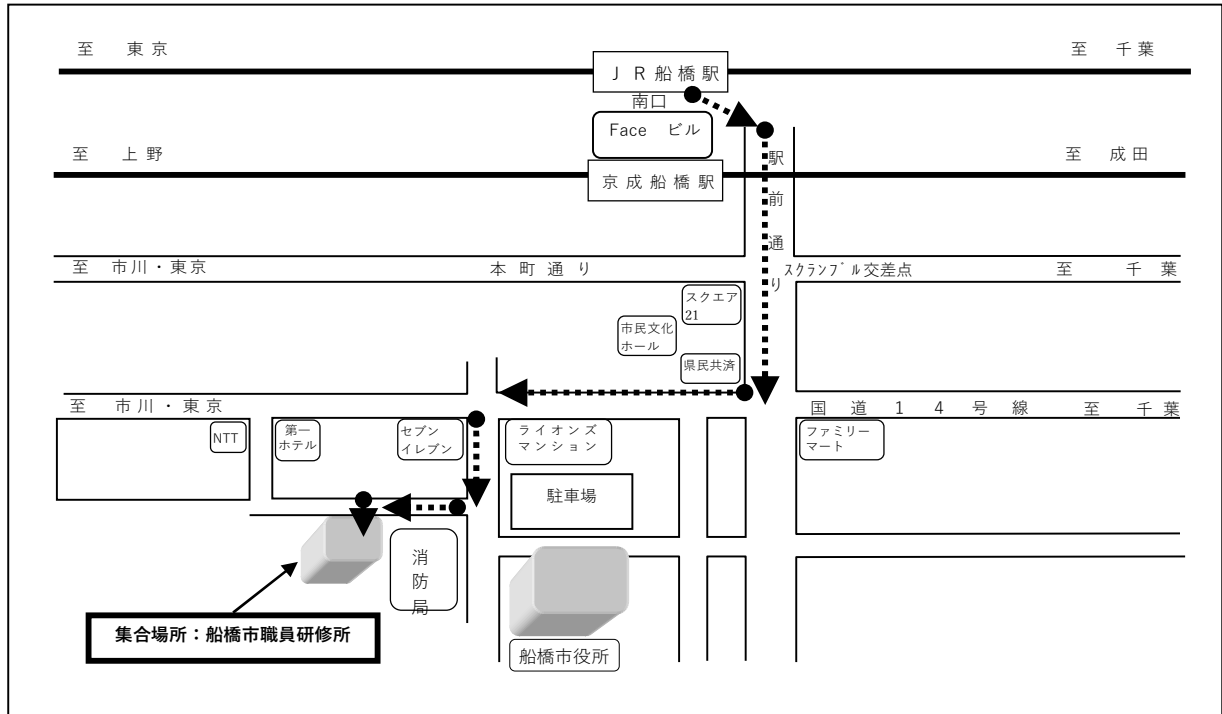 至 東京
至 千葉
JR船橋駅
南口
Face ビル
駅前通り
至 上野
至 成田
京成船橋駅
至 市川・東京
本町通り
スクランブル交差点
至 千葉
スクエア
21
市民文化
ホール
県民共済
至 市川・東京
国道14号線
至 千葉
NTT
第一
ホテル
セブン
イレブン
ライオンズ
マンション
ファミリー
マート
駐車場
消
防
局
集合場所:船橋市職員研修所
船橋市役所